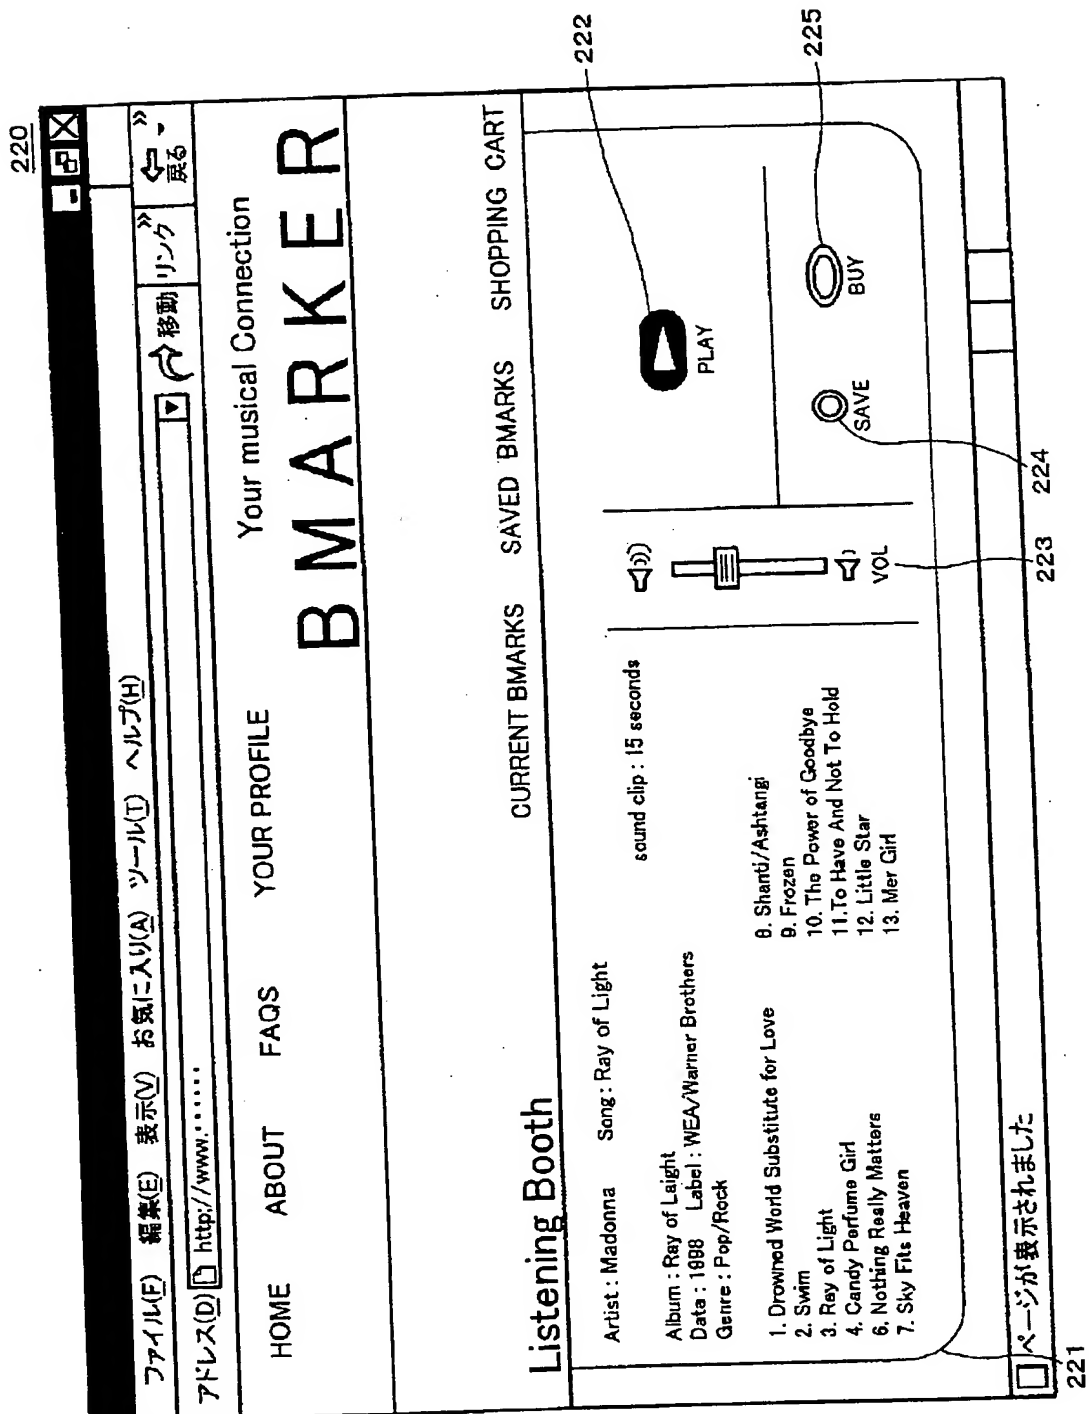 220
ファイル(F) 編集(E) 表示(V) お気に入り(A) ツール(T) ヘルプ(H)
アドレス(D) http://www.・・・・・・ 移動 リンク » 戻る »
HOME ABOUT FAQS YOUR PROFILE Your musical Connection
BMARKER
CURRENT BMARKS SAVED BMARKS SHOPPING CART
Listening Booth
Artist : Madonna Song : Ray of Light sound clip : 15 seconds
Album : Ray of Laight
Data : 1998 Label : WEA/Warner Brothers
Genre : Pop/Rock
1. Drowned World Substitute for Love
2. Swim
3. Ray of Light
4. Candy Perfume Girl
6. Nothing Really Matters
7. Sky Fits Heaven
8. Shanti/Ashtangi
9. Frozen
10. The Power of Goodbye
11.To Have And Not To Hold
12. Little Star
13. Mer Girl
VOL
PLAY
SAVE
BUY
ページが表示されました
221
222
223
224
225